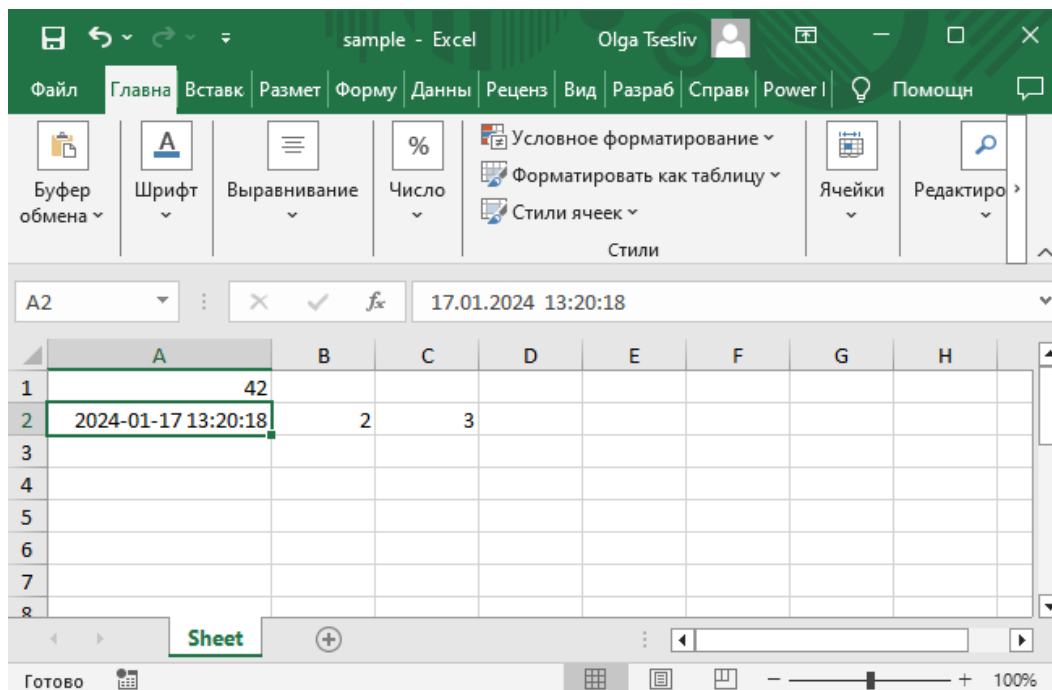 sample - Excel Olga Tsesliv
Файл Главна Вставк Размет Форму Данны Реценз Вид Разраб Справк Power I Помощн
Буфер обмена
Шрифт
Выравнивание
%
Число
Условное форматирование
Форматировать как таблицу
Стили ячеек
Стили
Ячейки
Редактиро
A2 fx 17.01.2024 13:20:18
A B C D E F G H
1 42
2 2024-01-17 13:20:18 2 3
3
4
5
6
7
8
Sheet
Готово 100%